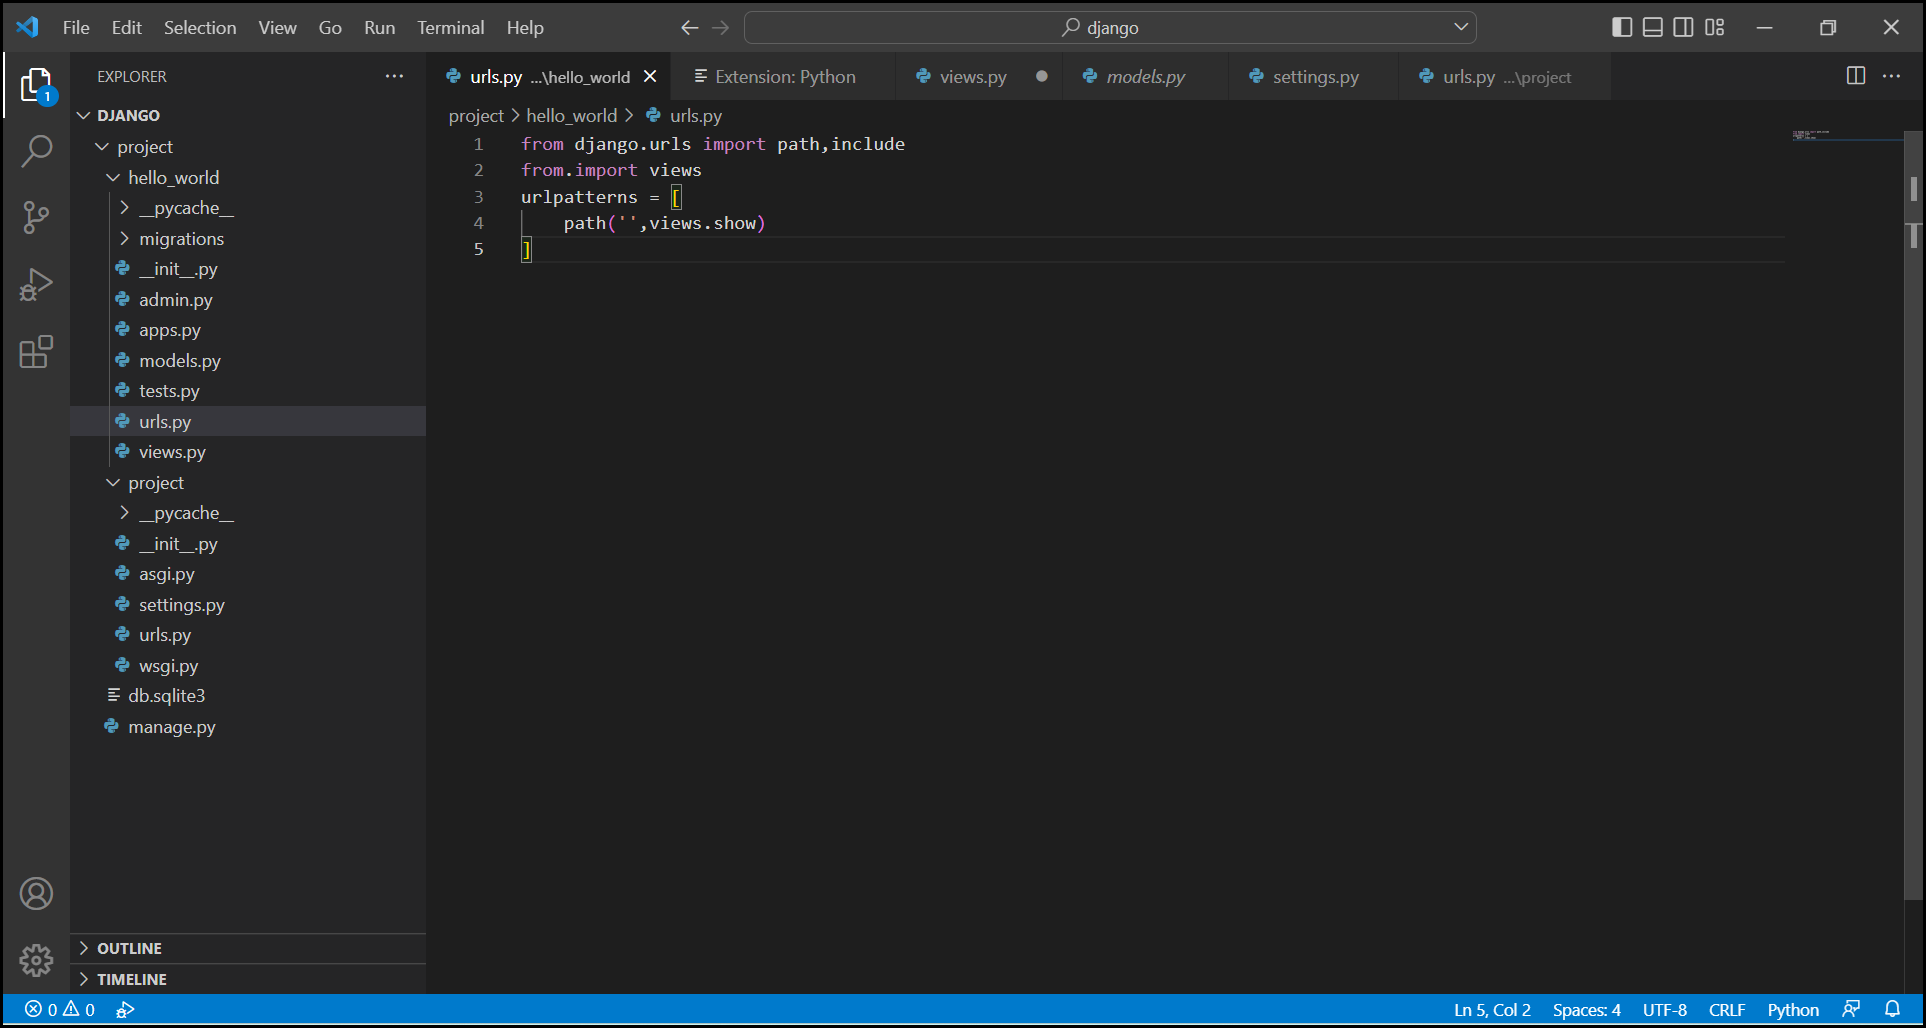 File Edit Selection View Go Run Terminal Help
django
EXPLORER
urls.py ...\hello_world
Extension: Python
views.py
models.py
settings.py
urls.py ...\project
project > hello_world > urls.py
DJANGO
project
hello_world
__pycache__
migrations
__init__.py
admin.py
apps.py
models.py
tests.py
urls.py
views.py
project
__pycache__
__init__.py
asgi.py
settings.py
urls.py
wsgi.py
db.sqlite3
manage.py
OUTLINE
TIMELINE
1
1 from django.urls import path,include
2 from.import views
3 urlpatterns = [
4     path('',views.show)
5 ]
0 0
Ln 5, Col 2 Spaces: 4 UTF-8 CRLF Python